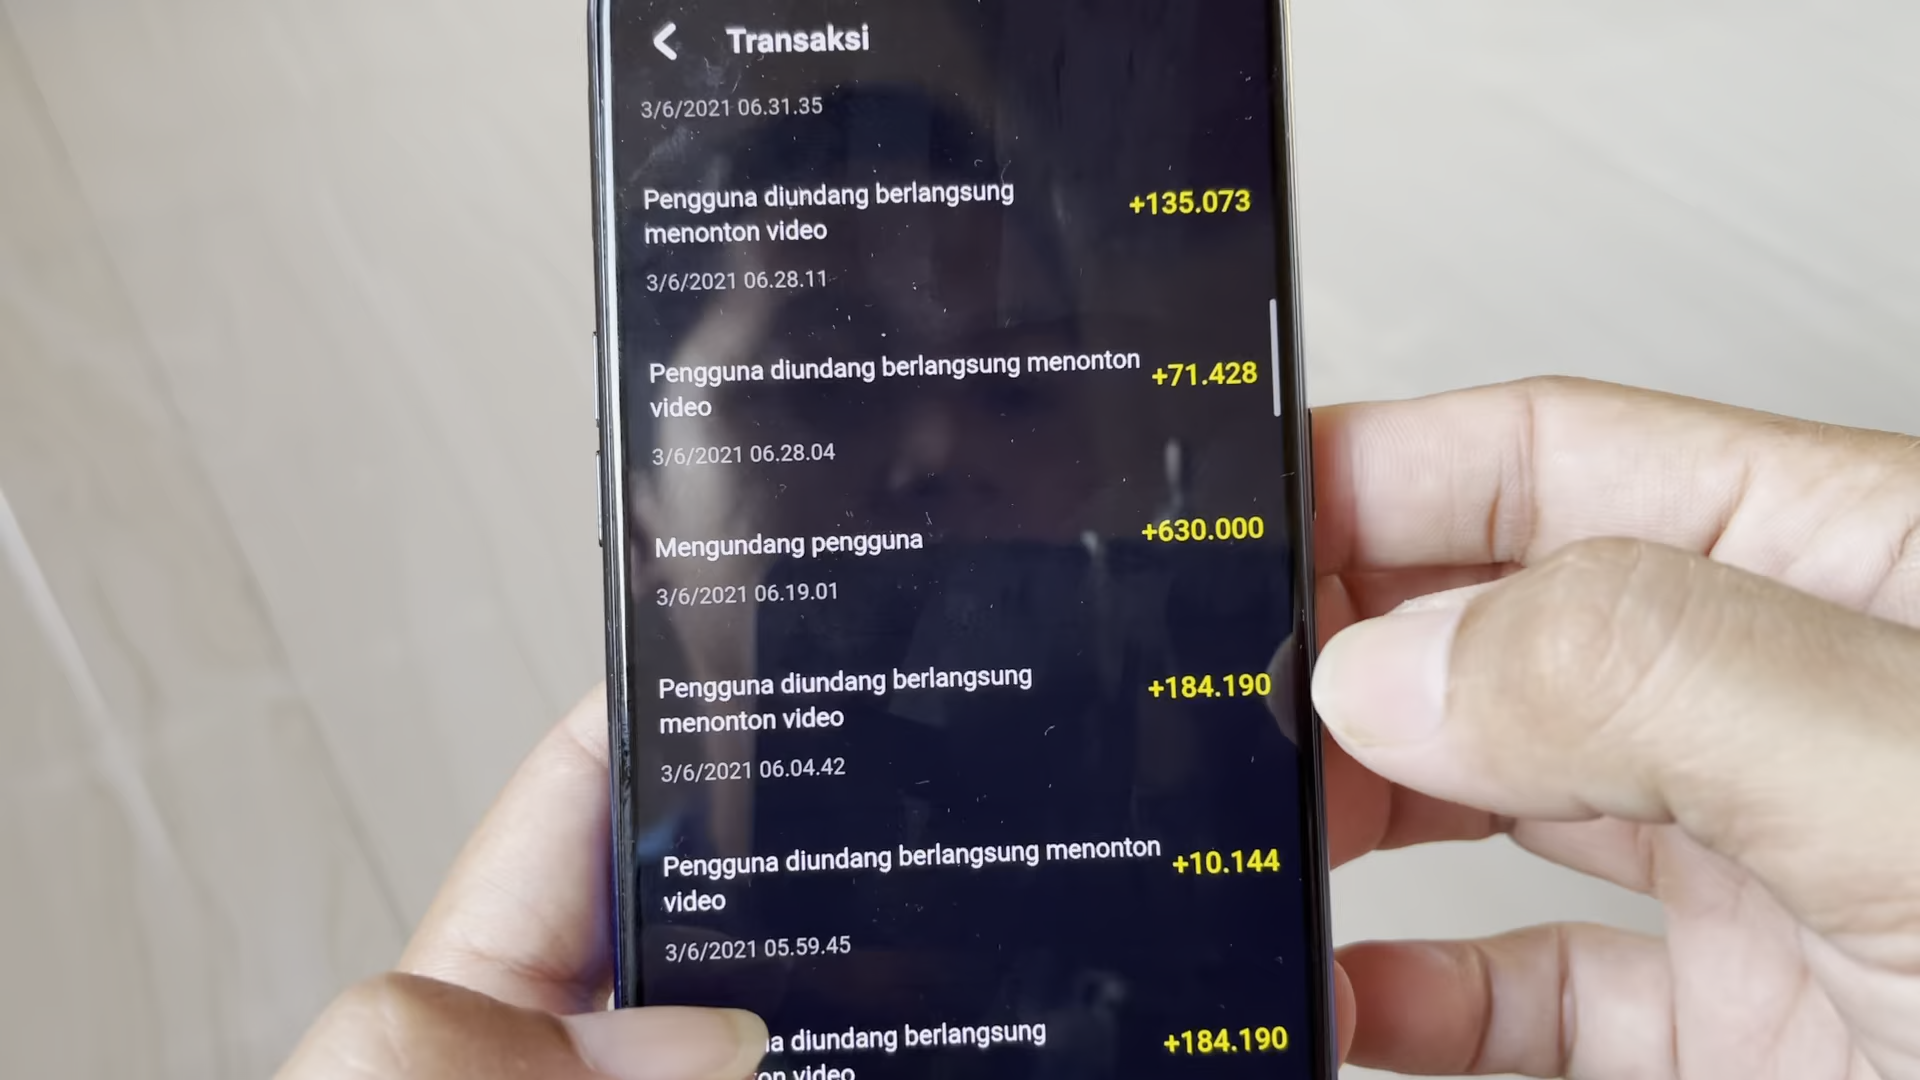 Transaksi
3/6/2021 06.31.35
Pengguna diundang berlangsung
menonton video
+135.073
3/6/2021 06.28.11
Pengguna diundang berlangsung menonton
video
+71.428
3/6/2021 06.28.04
Mengundang pengguna
+630.000
3/6/2021 06.19.01
Pengguna diundang berlangsung
menonton video
+184.190
3/6/2021 06.04.42
Pengguna diundang berlangsung menonton
video
+10.144
3/6/2021 05.59.45
diundang berlangsung
video
+184.190